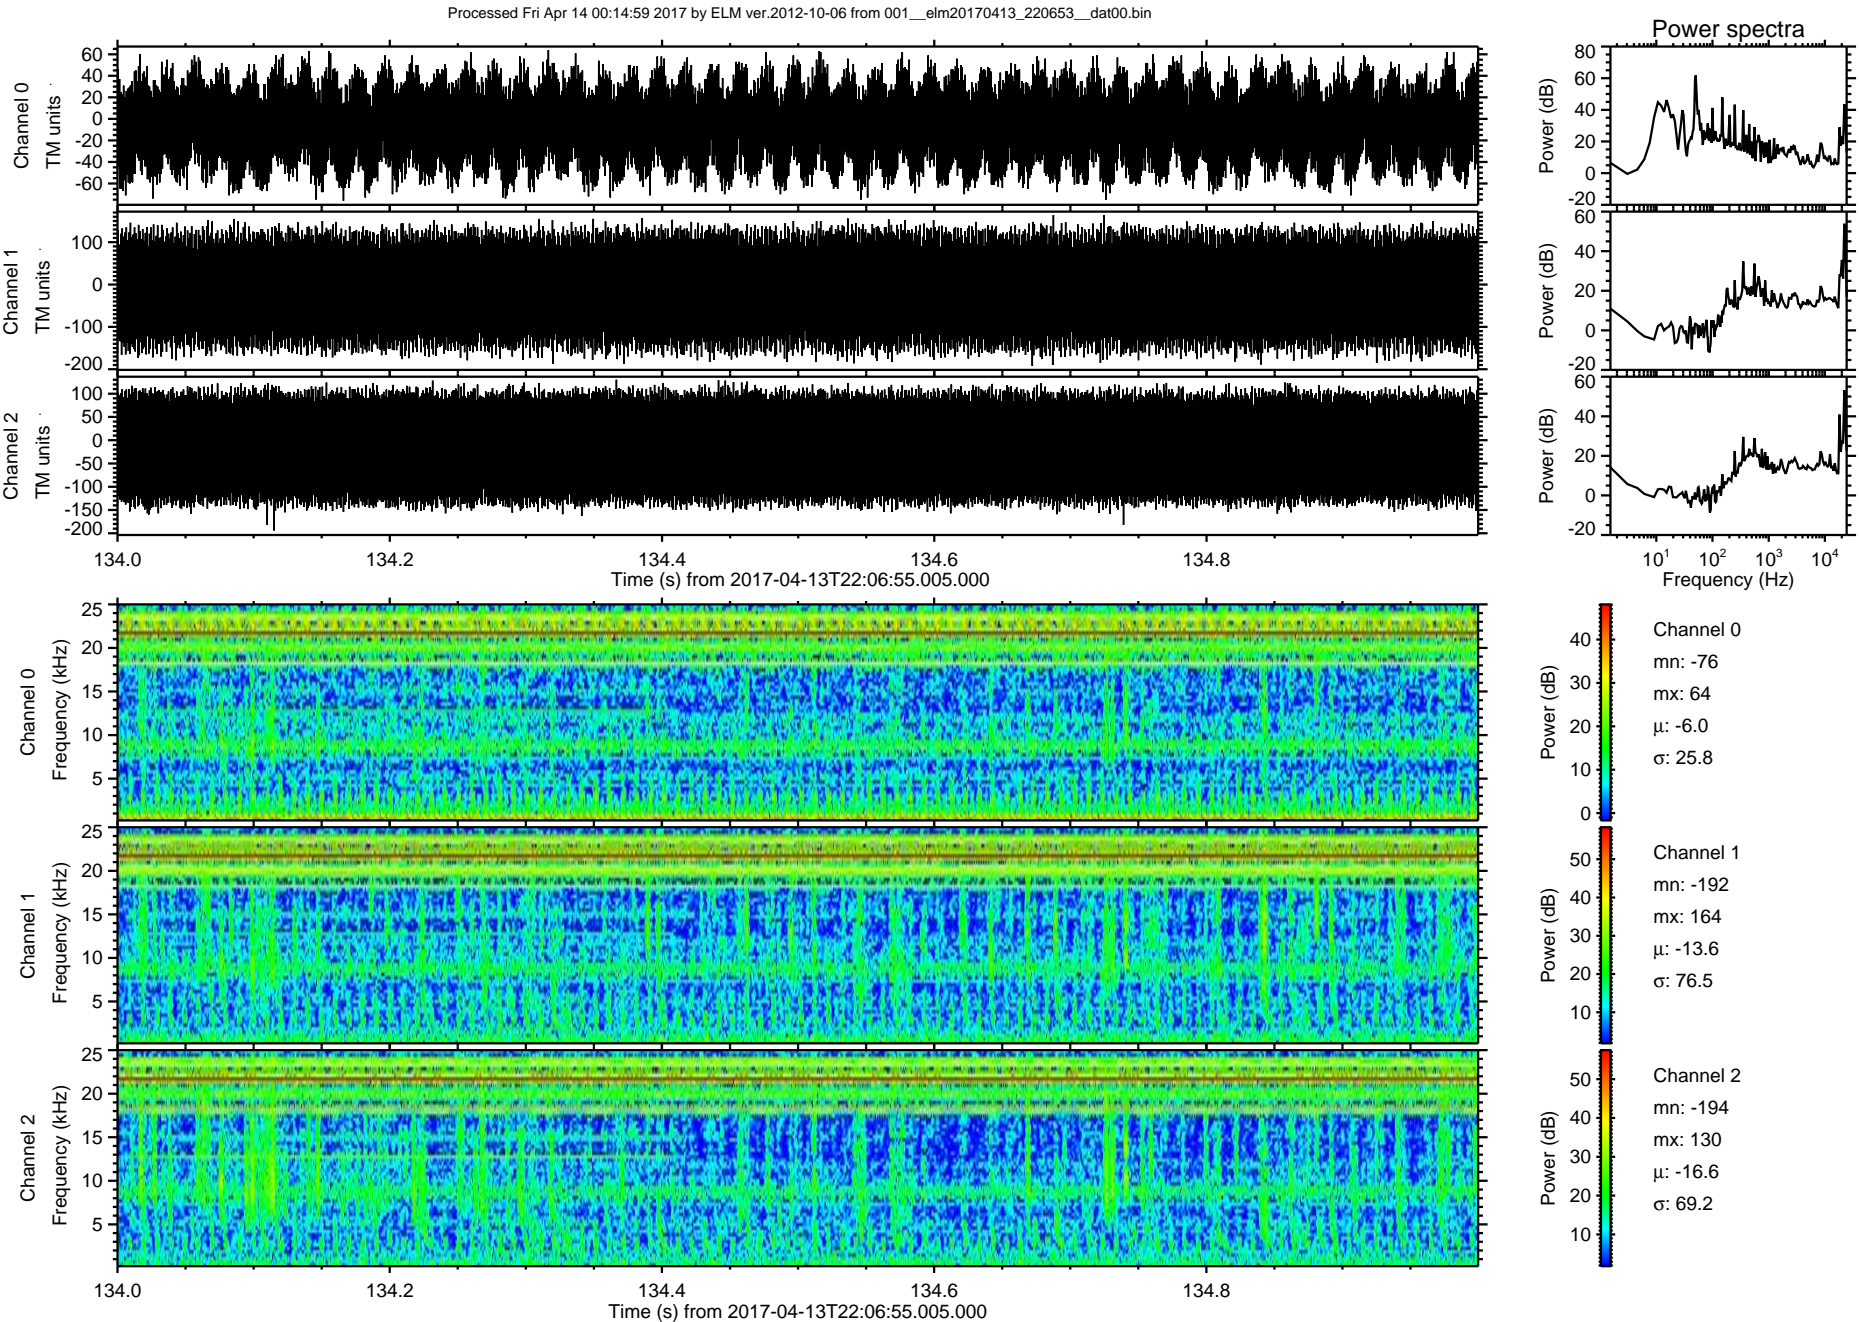 Processed Fri Apr 14 00:14:59 2017 by ELM ver.2012-10-06 from 001__elm20170413_220653__dat00.bin
Power spectra
Channel 0
TM units
60
40
20
0
-20
-40
-60
Power (dB)
80
60
40
20
0
-20
Channel 1
TM units
100
0
-100
-200
Power (dB)
60
40
20
0
-20
Channel 2
TM units
100
50
0
-50
-100
-150
-200
Power (dB)
60
40
20
0
-20
134.0 134.2 134.4 134.6 134.8
Time (s) from 2017-04-13T22:06:55.005.000
10¹ 10² 10³ 10⁴
Frequency (Hz)
Channel 0
Frequency (kHz)
25
20
15
10
5
Power (dB)
40
30
20
10
0
Channel 0
mn: -76
mx: 64
μ: -6.0
σ: 25.8
Channel 1
Frequency (kHz)
25
20
15
10
5
Power (dB)
50
40
30
20
10
Channel 1
mn: -192
mx: 164
μ: -13.6
σ: 76.5
Channel 2
Frequency (kHz)
25
20
15
10
5
Power (dB)
50
40
30
20
10
Channel 2
mn: -194
mx: 130
μ: -16.6
σ: 69.2
134.0 134.2 134.4 134.6 134.8
Time (s) from 2017-04-13T22:06:55.005.000